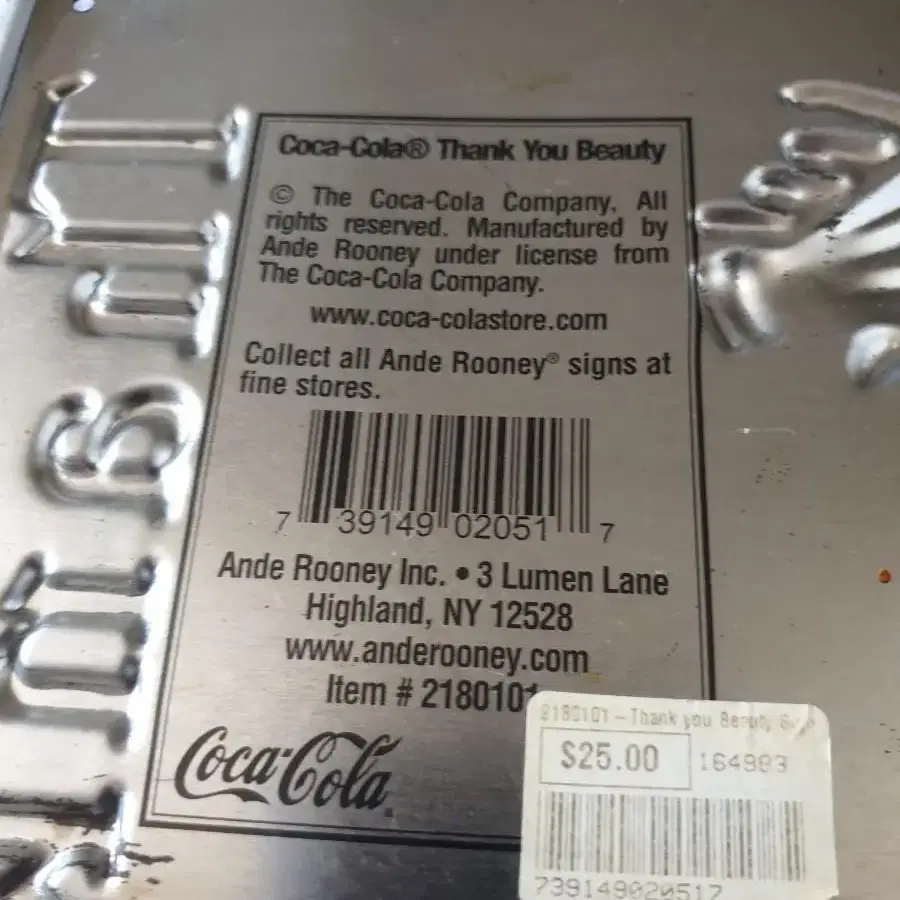 Coca-Cola® Thank You Beauty
© The Coca-Cola Company. All
rights reserved. Manufactured by
Ande Rooney under license from
The Coca-Cola Company.
www.coca-colastore.com
Collect all Ande Rooney® signs at
fine stores.
7 39149 02051 7
Ande Rooney Inc. • 3 Lumen Lane
Highland, NY 12528
www.anderooney.com
Item # 2180101
Coca-Cola
2180101-Thank you Beauty
$25.00 164983
739149020517